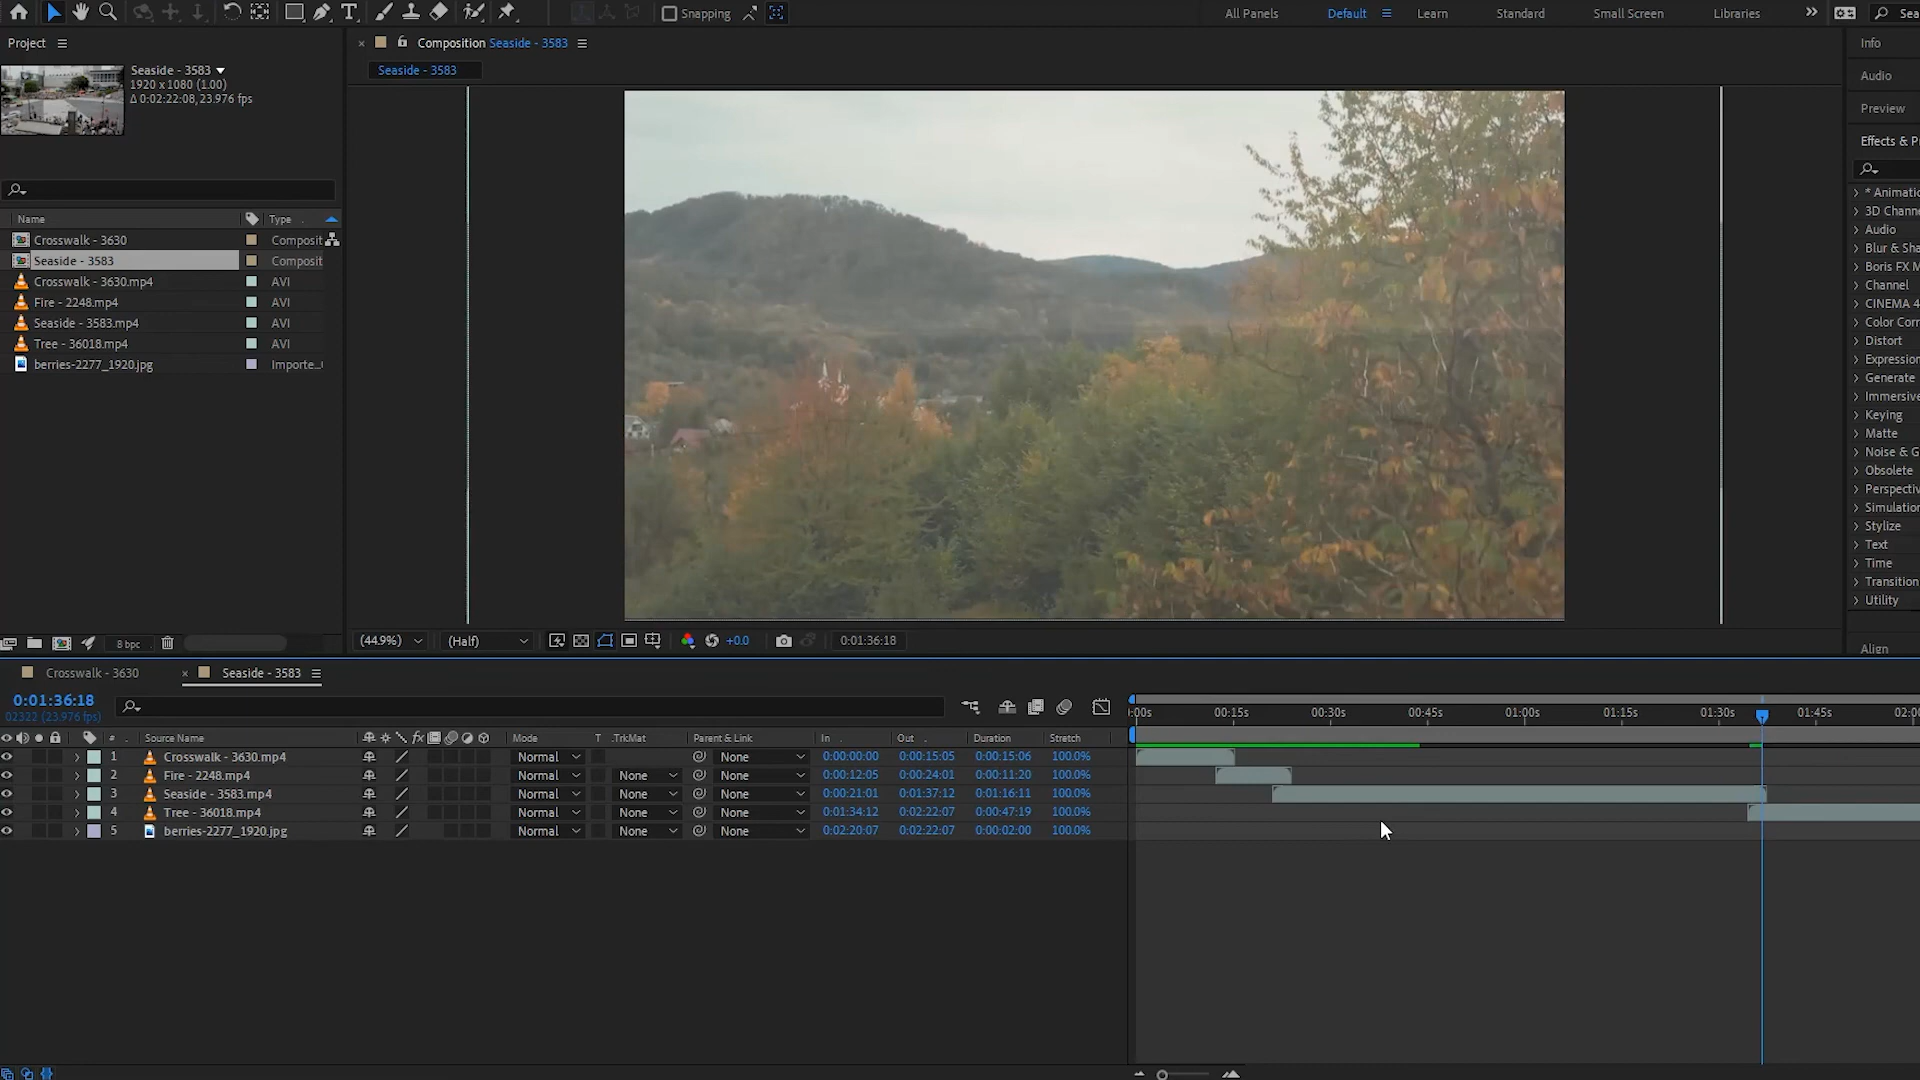 Snapping
All Panels
Default
Learn
Standard
Small Screen
Libraries
Project
Seaside - 3583
1920 x 1080 (1.00)
Δ 0:02:22:08, 23.976 fps
Name Type
Crosswalk - 3630 Composit
Seaside - 3583 Composit
Crosswalk - 3630.mp4 AVI
Fire - 2248.mp4 AVI
Seaside - 3583.mp4 AVI
Tree - 36018.mp4 AVI
berries-2277_1920.jpg Importe...
8 bpc
Composition Seaside - 3583
Seaside - 3583
(44.9%) (Half) +0.0 0:01:36:18
Info
Audio
Preview
Effects & P
* Animatio
3D Channe
Audio
Blur & Sha
Boris FX M
Channel
CINEMA 4
Color Corr
Distort
Expression
Generate
Immersive
Keying
Matte
Noise & G
Obsolete
Perspectiv
Simulation
Stylize
Text
Time
Transition
Utility
Align
Crosswalk - 3630 Seaside - 3583
0:01:36:18
02322 (23.976 fps)
:00s 00:15s 00:30s 00:45s 01:00s 01:15s 01:30s 01:45s 02:0
# Source Name fx Mode T .TrkMat Parent & Link In Out Duration Stretch
1 Crosswalk - 3630.mp4 Normal None 0:00:00:00 0:00:15:05 0:00:15:06 100.0%
2 Fire - 2248.mp4 Normal None None 0:00:12:05 0:00:24:01 0:00:11:20 100.0%
3 Seaside - 3583.mp4 Normal None None 0:00:21:01 0:01:37:12 0:01:16:11 100.0%
4 Tree - 36018.mp4 Normal None None 0:01:34:12 0:02:22:07 0:00:47:19 100.0%
5 berries-2277_1920.jpg Normal None None 0:02:20:07 0:02:22:07 0:00:02:00 100.0%